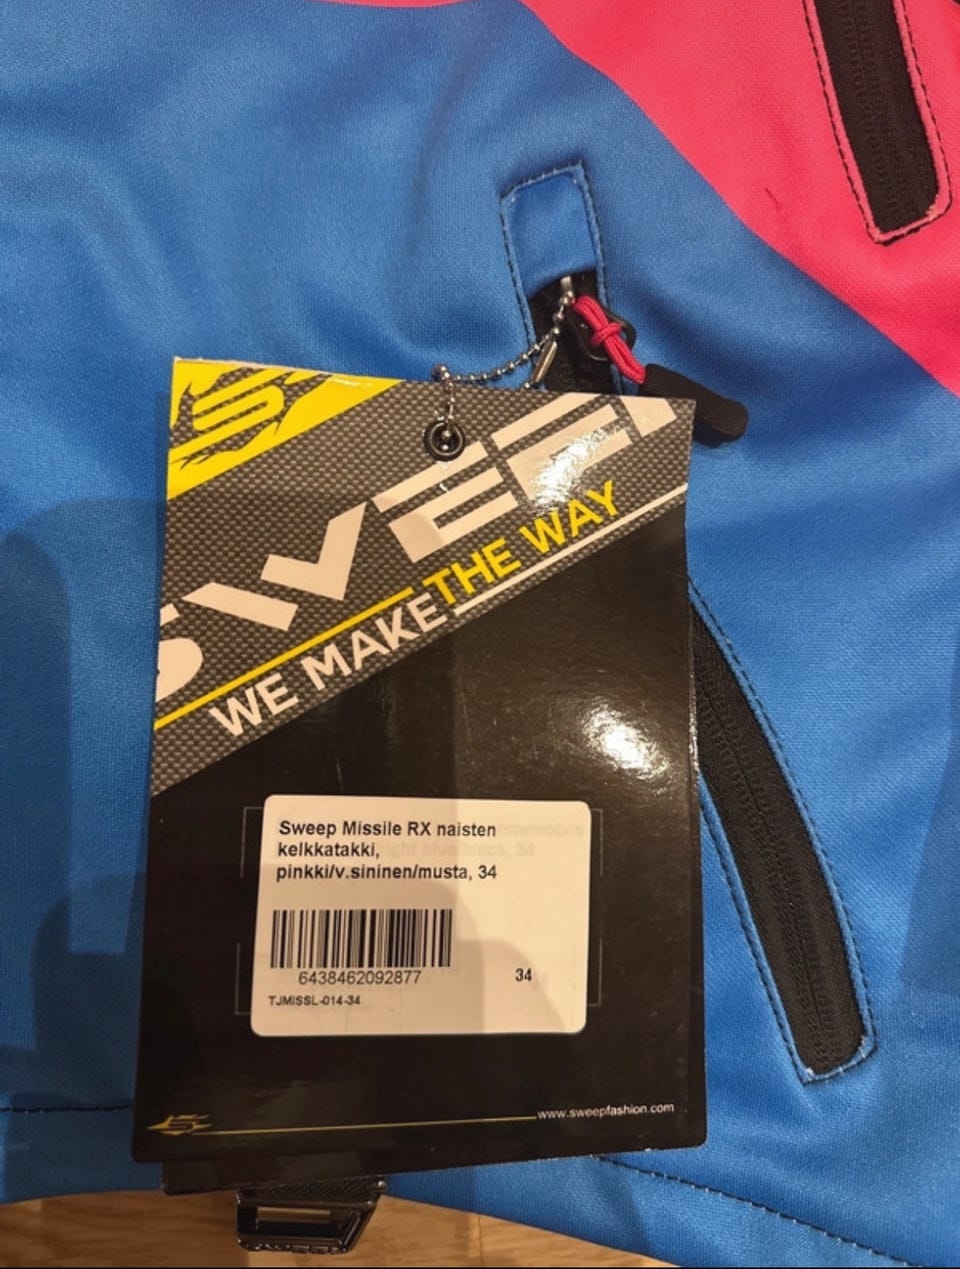 SWEEP
WE MAKE THE WAY
Sweep Missile RX naisten
kelkkatakki,
pinkki/v.sininen/musta, 34
6438462092877
34
TJMISSL-014-34
www.sweepfashion.com